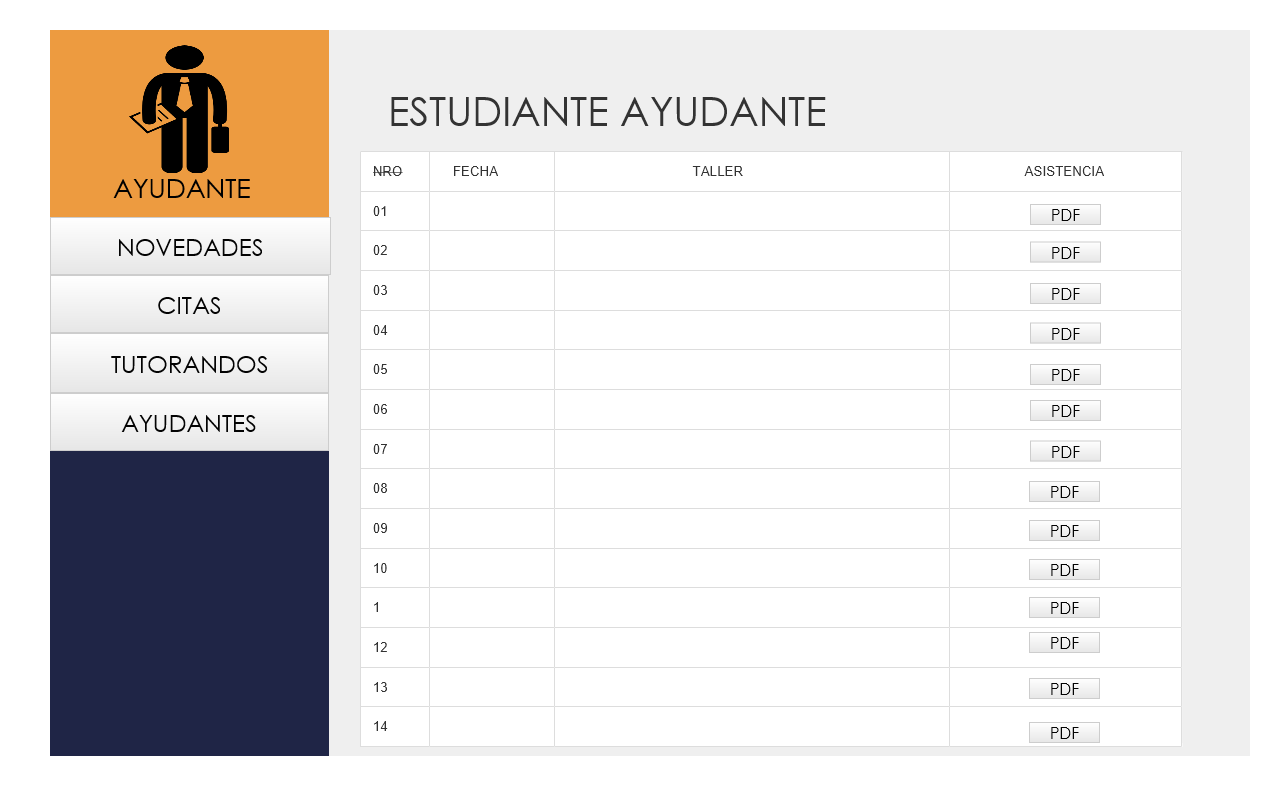 AYUDANTE
NOVEDADES
CITAS
TUTORANDOS
AYUDANTES
ESTUDIANTE AYUDANTE
NRO FECHA TALLER ASISTENCIA
01 PDF
02 PDF
03 PDF
04 PDF
05 PDF
06 PDF
07 PDF
08 PDF
09 PDF
10 PDF
1 PDF
12 PDF
13 PDF
14 PDF